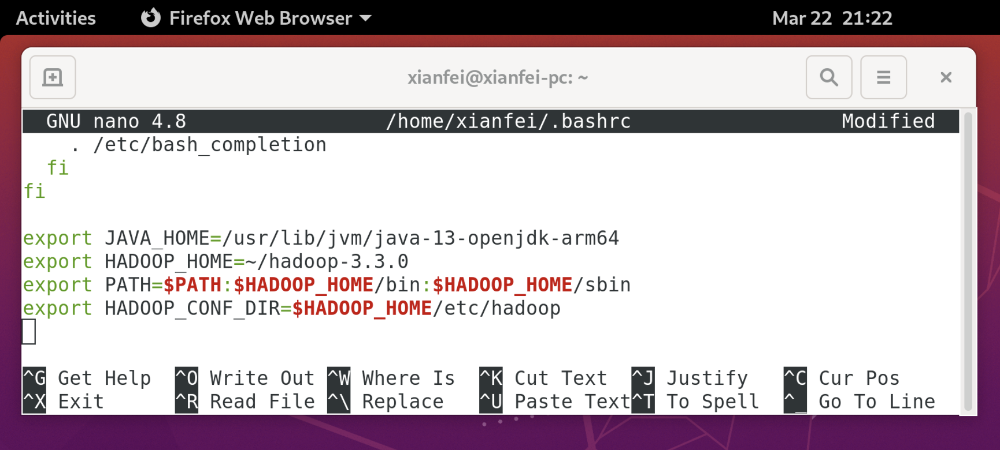 Activities Firefox Web Browser Mar 22 21:22
xianfei@xianfei-pc: ~
GNU nano 4.8 /home/xianfei/.bashrc Modified
. /etc/bash_completion
fi
fi
export JAVA_HOME=/usr/lib/jvm/java-13-openjdk-arm64
export HADOOP_HOME=~/hadoop-3.3.0
export PATH=$PATH:$HADOOP_HOME/bin:$HADOOP_HOME/sbin
export HADOOP_CONF_DIR=$HADOOP_HOME/etc/hadoop
^G Get Help ^O Write Out ^W Where Is ^K Cut Text ^J Justify ^C Cur Pos
^X Exit ^R Read File ^\ Replace ^U Paste Text ^T To Spell ^_ Go To Line